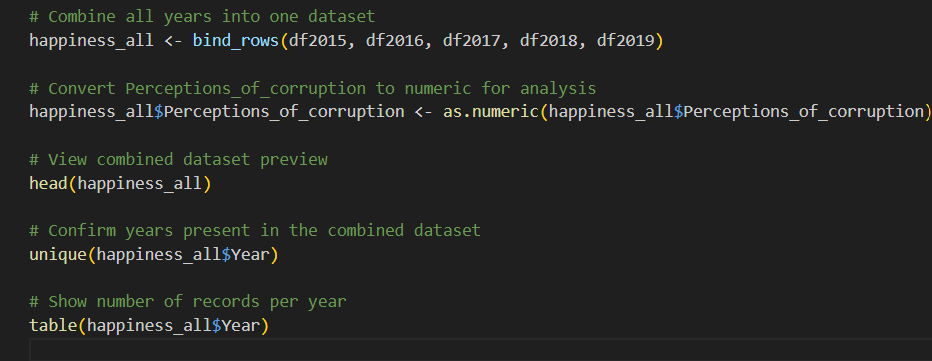 # Combine all years into one dataset
happiness_all <- bind_rows(df2015, df2016, df2017, df2018, df2019)
# Convert Perceptions_of_corruption to numeric for analysis
happiness_all$Perceptions_of_corruption <- as.numeric(happiness_all$Perceptions_of_corruption)
# View combined dataset preview
head(happiness_all)
# Confirm years present in the combined dataset
unique(happiness_all$Year)
# Show number of records per year
table(happiness_all$Year)